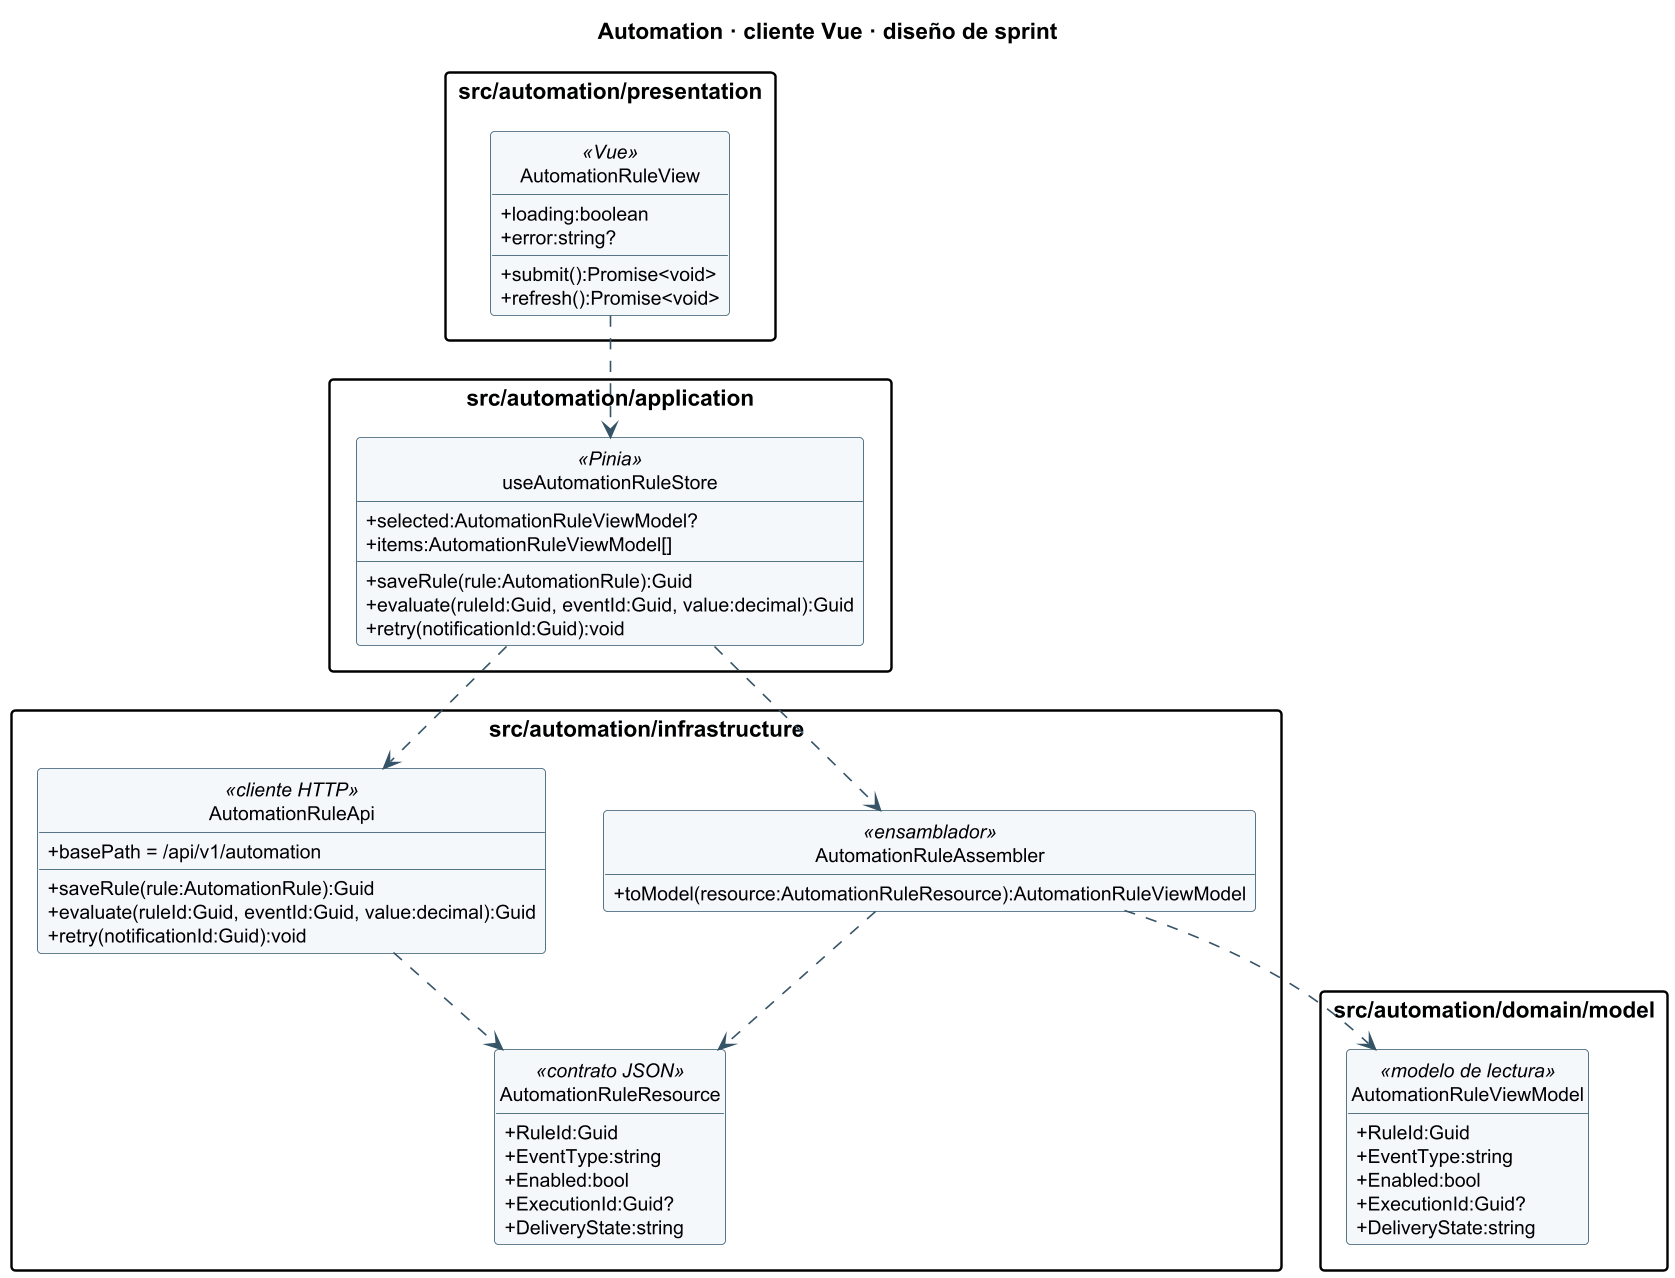 Automation · cliente Vue · diseño de sprint
src/automation/presentation
«Vue»
AutomationRuleView
+loading:boolean
+error:string?
+submit():Promise<void>
+refresh():Promise<void>
src/automation/application
«Pinia»
useAutomationRuleStore
+selected:AutomationRuleViewModel?
+items:AutomationRuleViewModel[]
+saveRule(rule:AutomationRule):Guid
+evaluate(ruleId:Guid, eventId:Guid, value:decimal):Guid
+retry(notificationId:Guid):void
src/automation/infrastructure
«cliente HTTP»
AutomationRuleApi
+basePath = /api/v1/automation
+saveRule(rule:AutomationRule):Guid
+evaluate(ruleId:Guid, eventId:Guid, value:decimal):Guid
+retry(notificationId:Guid):void
«ensamblador»
AutomationRuleAssembler
+toModel(resource:AutomationRuleResource):AutomationRuleViewModel
«contrato JSON»
AutomationRuleResource
+RuleId:Guid
+EventType:string
+Enabled:bool
+ExecutionId:Guid?
+DeliveryState:string
src/automation/domain/model
«modelo de lectura»
AutomationRuleViewModel
+RuleId:Guid
+EventType:string
+Enabled:bool
+ExecutionId:Guid?
+DeliveryState:string